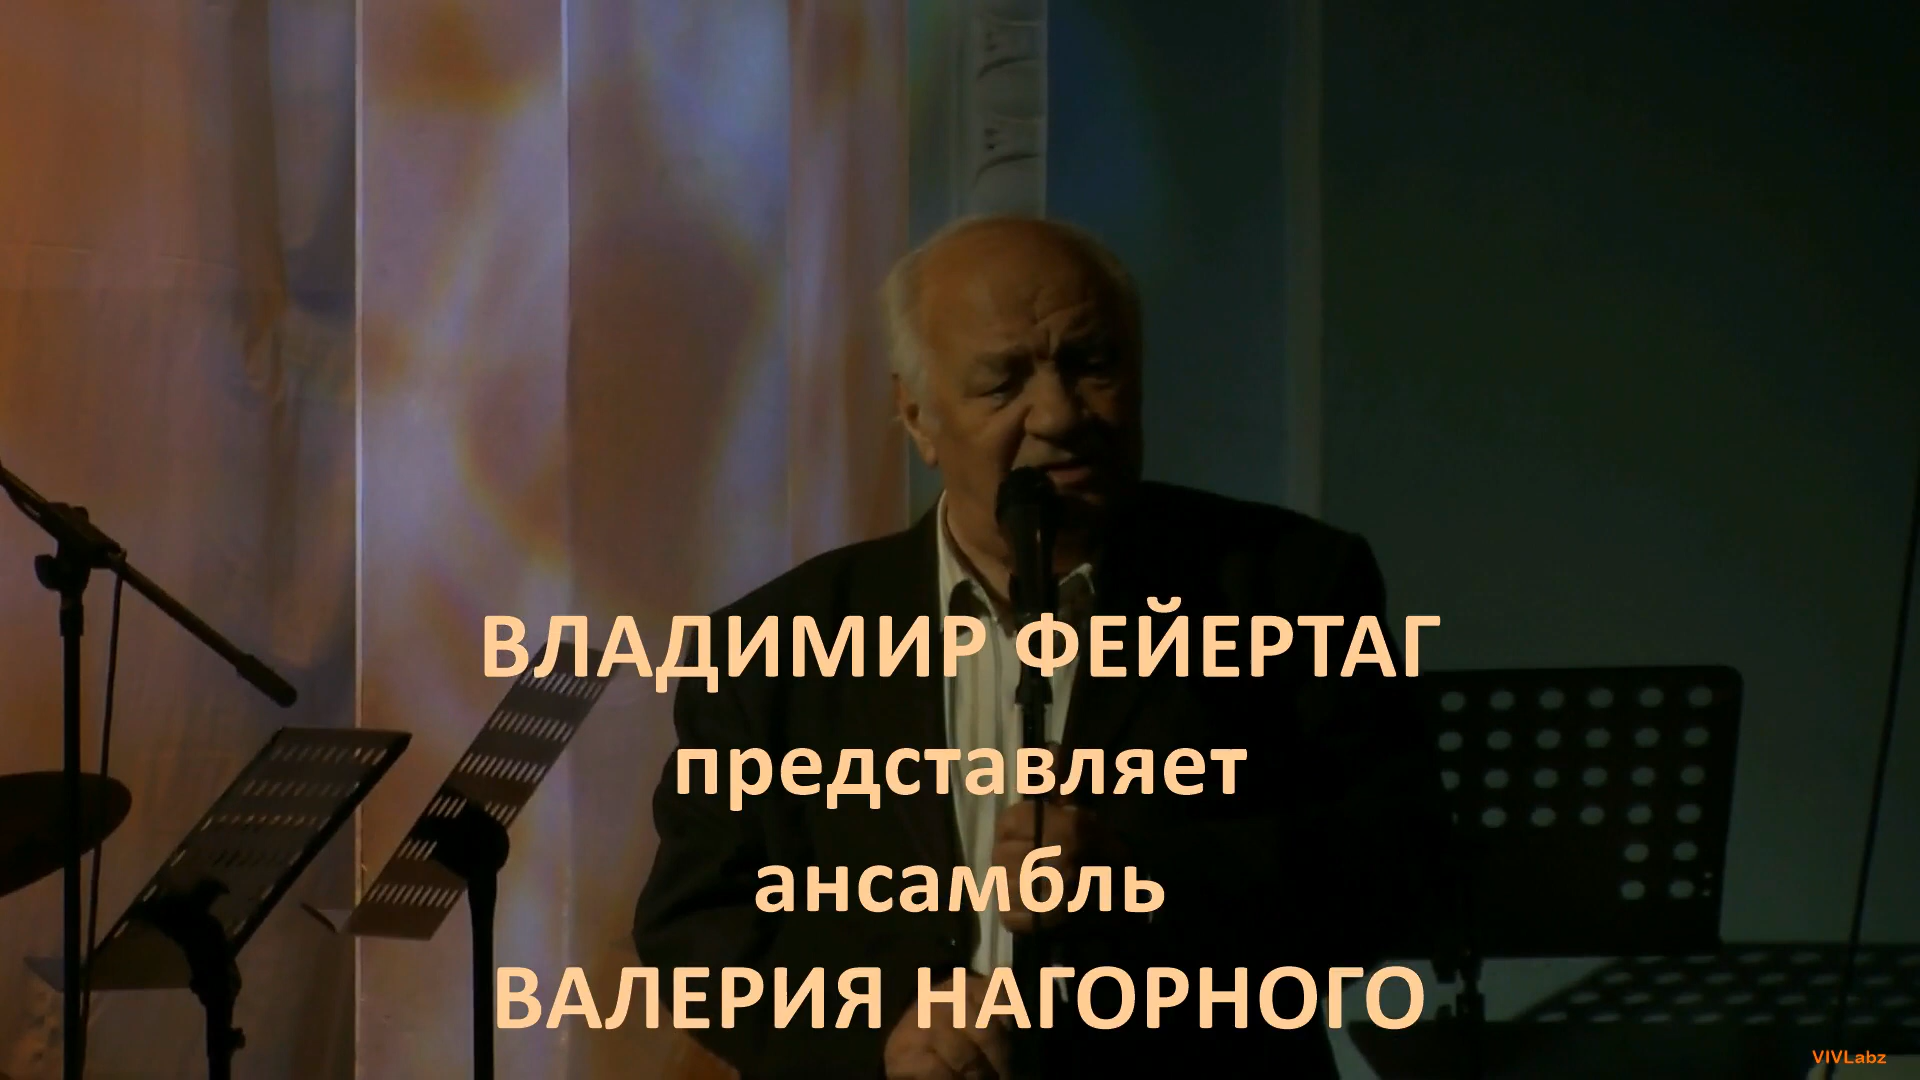 ВЛАДИМИР ФЕЙЕРТАГ
представляет
ансамбль
ВАЛЕРИЯ НАГОРНОГО
VIVLabz